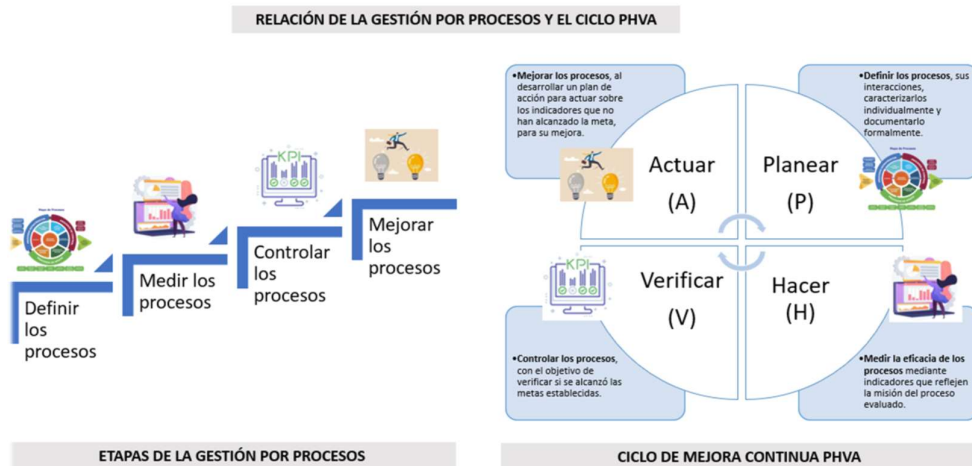 RELACIÓN DE LA GESTIÓN POR PROCESOS Y EL CICLO PHVA
Definir
los
procesos
Medir los
procesos
KPI
Controlar
los
procesos
Mejorar
los
procesos
ETAPAS DE LA GESTIÓN POR PROCESOS
•Mejorar los procesos, al
desarrollar un plan de
acción para actuar sobre
los indicadores que no
han alcanzado la meta,
para su mejora.
Actuar
(A)
•Definir los procesos, sus
interacciones,
caracterizarlos
individualmente y
documentarlo
formalmente.
Planear
(P)
KPI
Verificar
(V)
•Controlar los procesos,
con el objetivo de
verificar si se alcanzó las
metas establecidas.
Hacer
(H)
•Medir la eficacia de los
procesos mediante
indicadores que reflejen
la misión del proceso
evaluado.
CICLO DE MEJORA CONTINUA PHVA